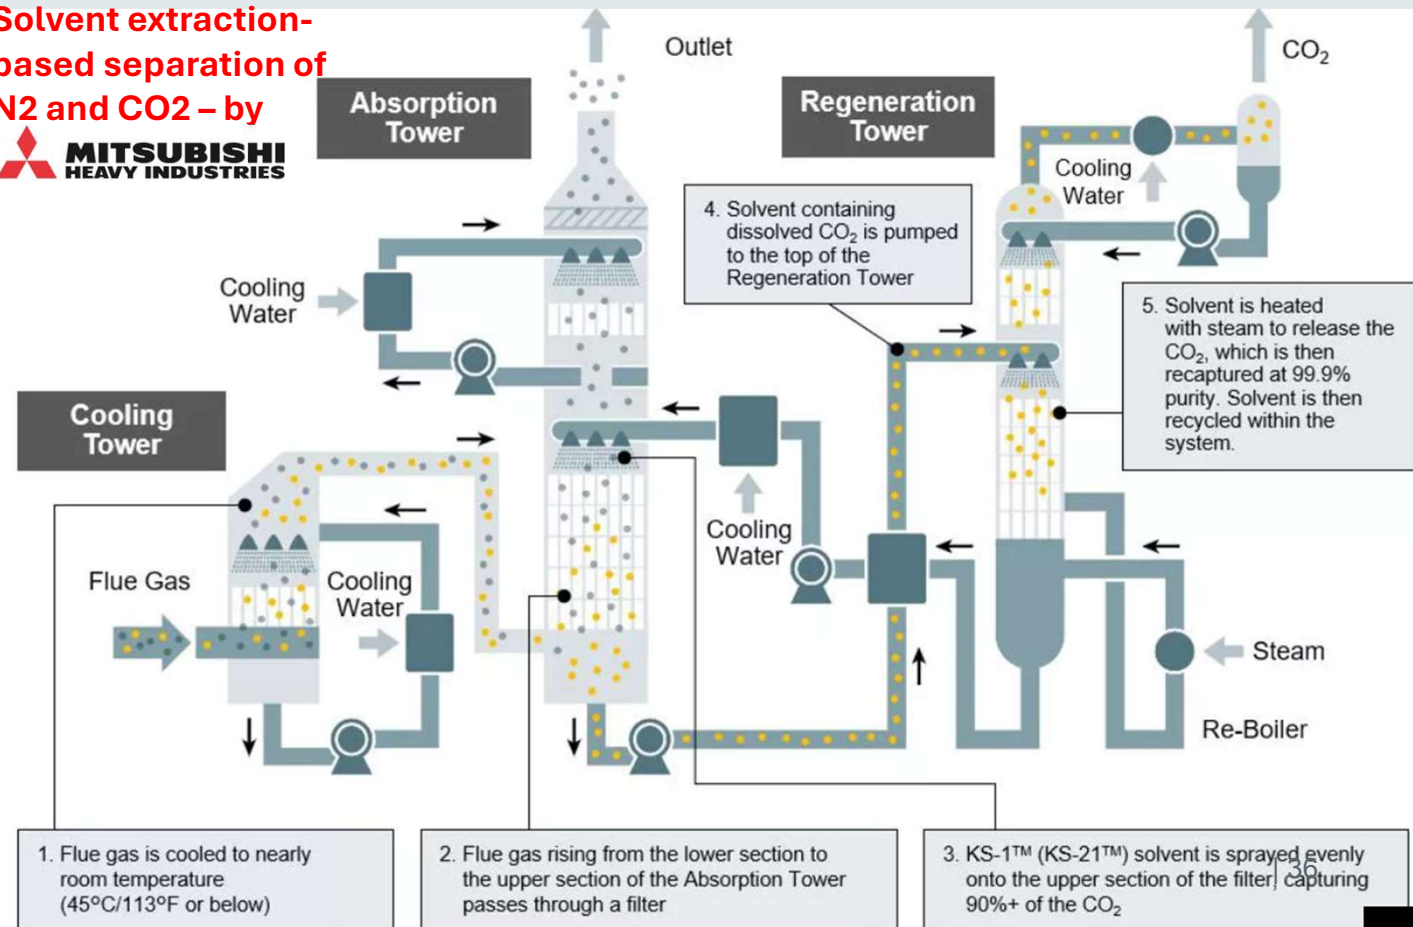 Solvent extraction-
based separation of
N2 and CO2 – by
MITSUBISHI
HEAVY INDUSTRIES
Absorption
Tower
Outlet
Regeneration
Tower
CO₂
Cooling
Water
4. Solvent containing
dissolved CO₂ is pumped
to the top of the
Regeneration Tower
Cooling
Water
5. Solvent is heated
with steam to release the
CO₂, which is then
recaptured at 99.9%
purity. Solvent is then
recycled within the
system.
Cooling
Tower
Cooling
Water
Flue Gas
Cooling
Water
Steam
Re-Boiler
1. Flue gas is cooled to nearly
room temperature
(45ºC/113ºF or below)
2. Flue gas rising from the lower section to
the upper section of the Absorption Tower
passes through a filter
3. KS-1™ (KS-21™) solvent is sprayed evenly
onto the upper section of the filter, capturing
90%+ of the CO₂
| 36